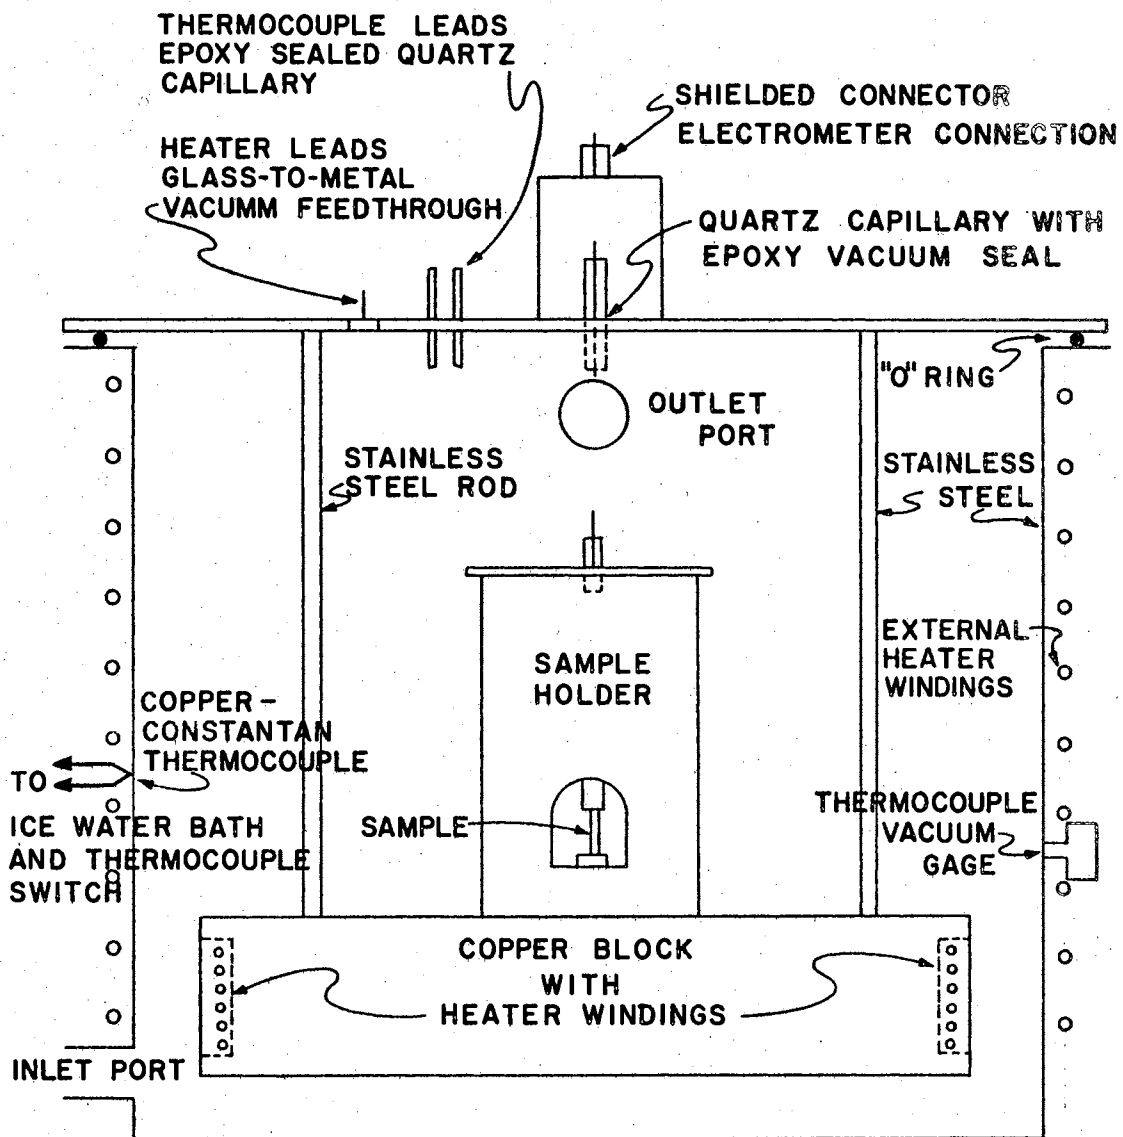 THERMOCOUPLE LEADS
EPOXY SEALED QUARTZ
CAPILLARY
SHIELDED CONNECTOR
ELECTROMETER CONNECTION
HEATER LEADS
GLASS-TO-METAL
VACUMM FEEDTHROUGH
QUARTZ CAPILLARY WITH
EPOXY VACUUM SEAL
"O" RING
OUTLET
PORT
STAINLESS
STEEL ROD
STAINLESS
STEEL
EXTERNAL
HEATER
WINDINGS
SAMPLE
HOLDER
COPPER-
CONSTANTAN
THERMOCOUPLE
TO
ICE WATER BATH
AND THERMOCOUPLE
SWITCH
SAMPLE
THERMOCOUPLE
VACUUM
GAGE
COPPER BLOCK
WITH
HEATER WINDINGS
INLET PORT